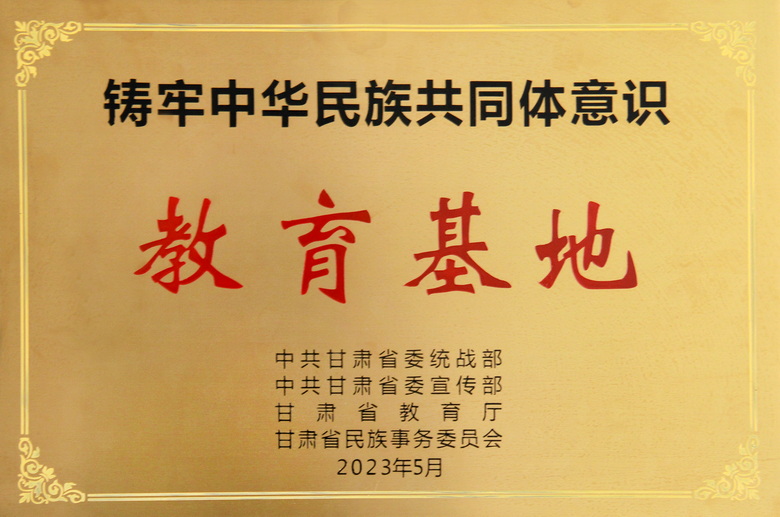 铸牢中华民族共同体意识
教育基地
中共甘肃省委统战部
中共甘肃省委宣传部
甘肃省教育厅
甘肃省民族事务委员会
2023年5月